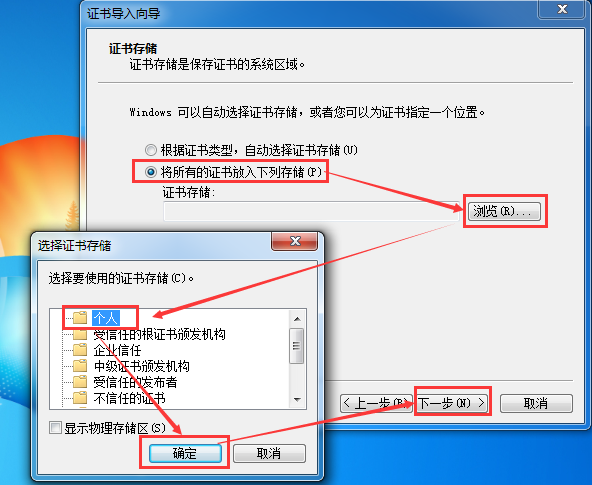 证书导入向导
证书存储
证书存储是保存证书的系统区域。
Windows 可以自动选择证书存储，或者您可以为证书指定一个位置。
根据证书类型，自动选择证书存储(U)
将所有的证书放入下列存储(P)
证书存储:
浏览(R)...
选择证书存储
选择要使用的证书存储(C)。
个人
受信任的根证书颁发机构
企业信任
中级证书颁发机构
受信任的发布者
不信任的证书
显示物理存储区(S)
确定
取消
< 上一步(B)
下一步(N) >
取消